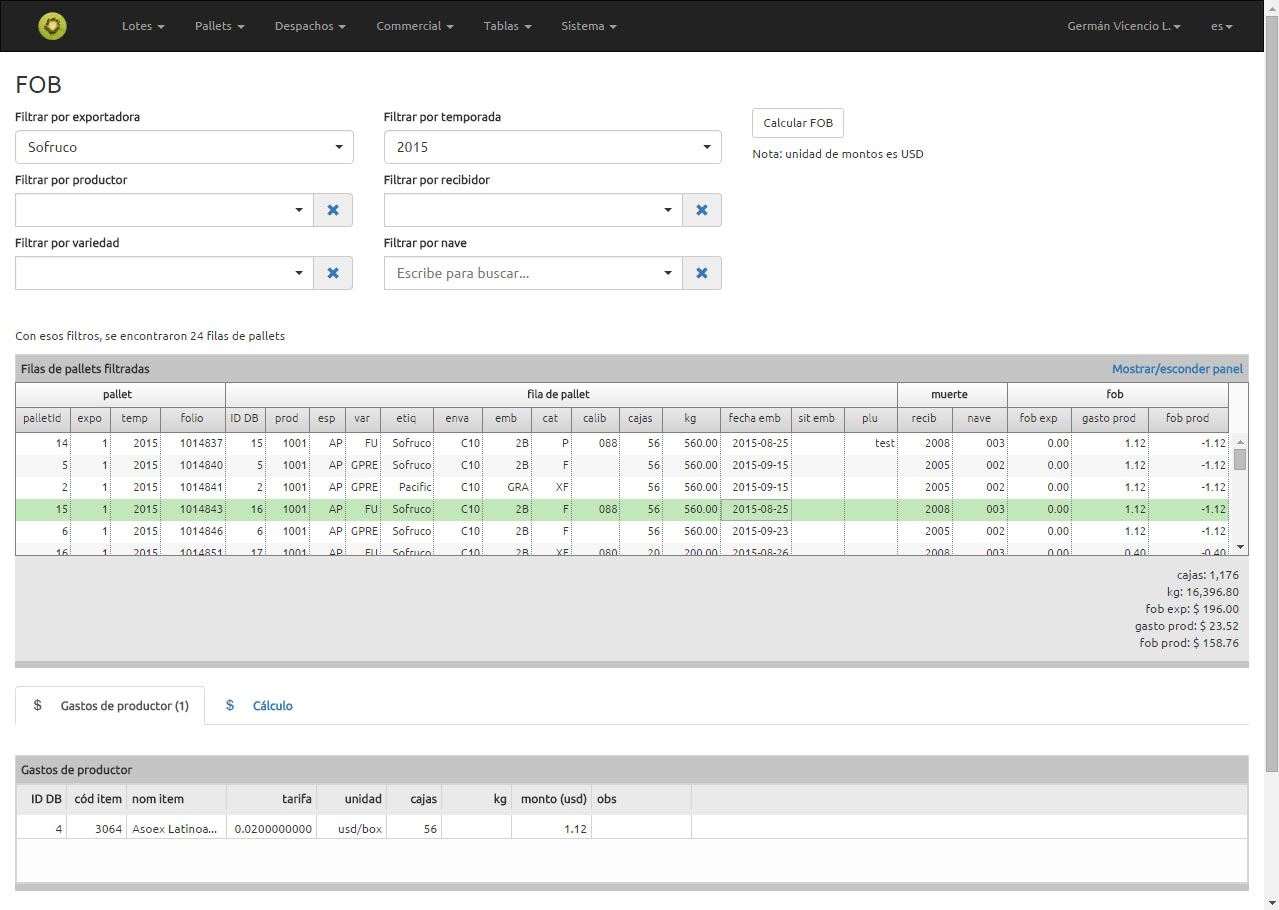 Lotes Pallets Despachos Commercial Tablas Sistema Germán Vicencio L. es
FOB
Filtrar por exportadora Filtrar por temporada Calcular FOB
Sofruco 2015
Nota: unidad de montos es USD
Filtrar por productor Filtrar por recibidor
Filtrar por variedad Filtrar por nave
Escribe para buscar...
Con esos filtros, se encontraron 24 filas de pallets
Filas de pallets filtradas Mostrar/esconder panel
pallet fila de pallet muerte fob
palletId expo temp folio ID DB prod esp var etiq enva emb cat calib cajas kg fecha emb sit emb plu recib nave fob exp gasto prod fob prod
14 1 2015 1014837 15 1001 AP FU Sofruco C10 2B P 088 56 560.00 2015-08-25 test 2008 003 0.00 1.12 -1.12
5 1 2015 1014840 5 1001 AP GPRE Sofruco C10 2B F 56 560.00 2015-09-15 2005 002 0.00 1.12 -1.12
2 1 2015 1014841 2 1001 AP GPRE Pacific C10 GRA XF 56 560.00 2015-09-15 2005 002 0.00 1.12 -1.12
15 1 2015 1014843 16 1001 AP FU Sofruco C10 2B F 088 56 560.00 2015-08-25 2008 003 0.00 1.12 -1.12
6 1 2015 1014846 6 1001 AP GPRE Sofruco C10 2B F 56 560.00 2015-09-23 2005 002 0.00 1.12 -1.12
16 1 2015 1014851 17 1001 AP FU Sofruco C10 2B XF 080 20 200.00 2015-08-26 2008 003 0.00 0.40 -0.40
cajas: 1,176
kg: 16,396.80
fob exp: $ 196.00
gasto prod: $ 23.52
fob prod: $ 158.76
$ Gastos de productor (1) $ Cálculo
Gastos de productor
ID DB cód item nom item tarifa unidad cajas kg monto (usd) obs
4 3064 Asoex Latinoa... 0.0200000000 usd/box 56 1.12